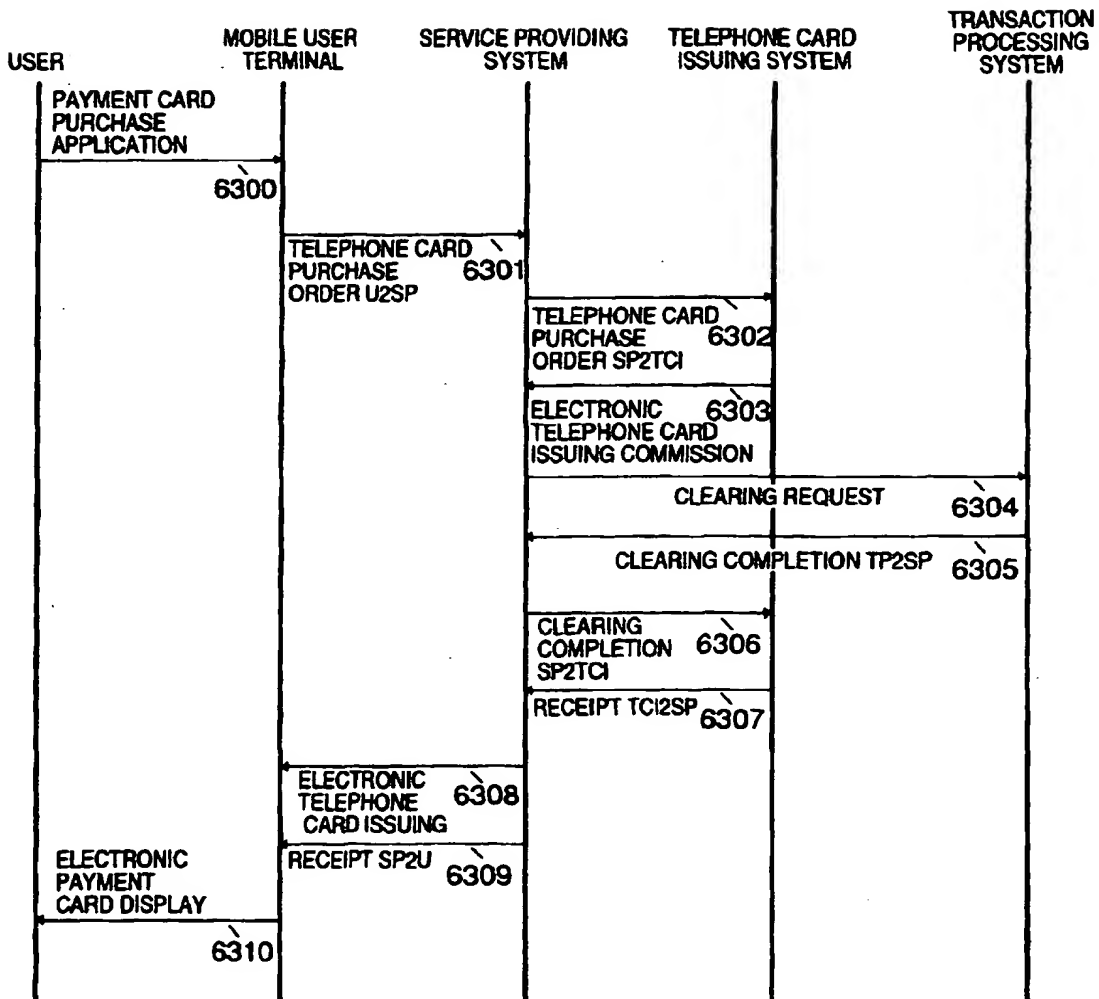 USER
MOBILE USER
TERMINAL
SERVICE PROVIDING
SYSTEM
TELEPHONE CARD
ISSUING SYSTEM
TRANSACTION
PROCESSING
SYSTEM
PAYMENT CARD
PURCHASE
APPLICATION
6300
TELEPHONE CARD
PURCHASE
ORDER U2SP
6301
TELEPHONE CARD
PURCHASE
ORDER SP2TCI
6302
ELECTRONIC
TELEPHONE CARD
ISSUING COMMISSION
6303
CLEARING REQUEST
6304
CLEARING COMPLETION TP2SP
6305
CLEARING
COMPLETION
SP2TCI
6306
RECEIPT TCI2SP
6307
ELECTRONIC
TELEPHONE
CARD ISSUING
6308
RECEIPT SP2U
6309
ELECTRONIC
PAYMENT
CARD DISPLAY
6310